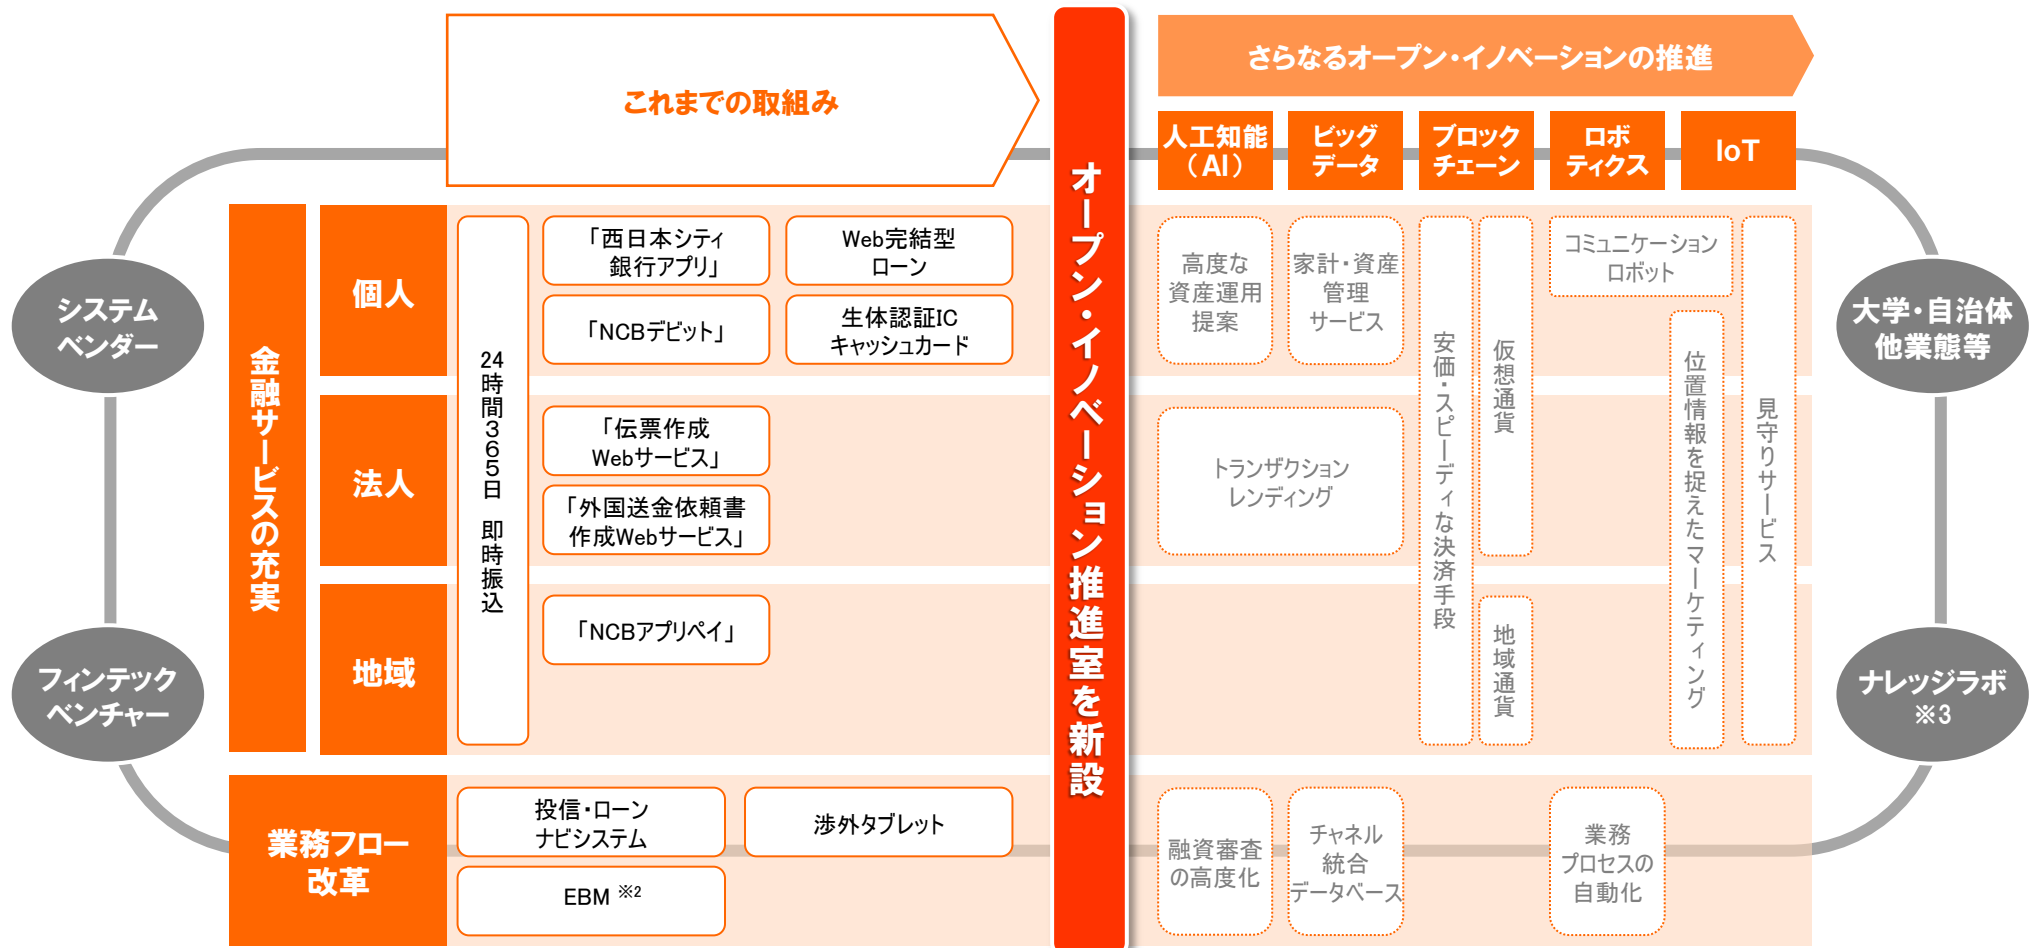 これまでの取組み
さらなるオープン・イノベーションの推進
人工知能
（AI）
ビッグ
データ
ブロック
チェーン
ロボ
ティクス
IoT
オープン・イノベーション推進室を新設
システム
ベンダー
フィンテック
ベンチャー
大学・自治体
他業態等
ナレッジラボ
※3
金融サービスの充実
個人
法人
地域
24時間365日　即時振込
「西日本シティ
銀行アプリ」
Web完結型
ローン
「NCBデビット」
生体認証IC
キャッシュカード
「伝票作成
Webサービス」
「外国送金依頼書
作成Webサービス」
「NCBアプリペイ」
高度な
資産運用
提案
家計・資産
管理
サービス
トランザクション
レンディング
安価・スピーディな決済手段
仮想通貨
地域通貨
コミュニケーション
ロボット
位置情報を捉えたマーケティング
見守りサービス
業務フロー
改革
投信・ローン
ナビシステム
渉外タブレット
EBM ※2
融資審査
の高度化
チャネル
統合
データベース
業務
プロセスの
自動化